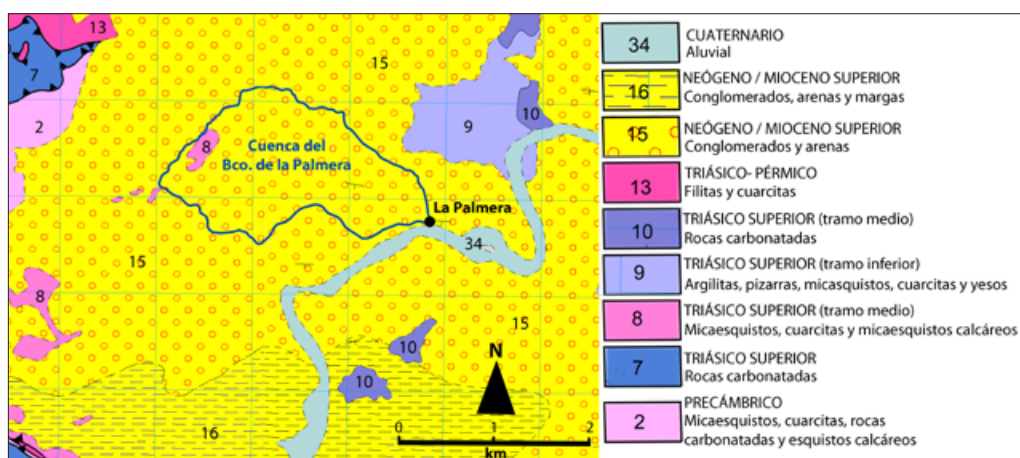 13
7
2
15
8
Cuenca del
Bco. de la Palmera
9
10
La Palmera
34
15
8
15
10
10
16
N
0 1 2
km
34
CUATERNARIO
Aluvial
16
NEÓGENO / MIOCENO SUPERIOR
Conglomerados, arenas y margas
15
NEÓGENO / MIOCENO SUPERIOR
Conglomerados y arenas
13
TRIÁSICO- PÉRMICO
Filitas y cuarcitas
10
TRIÁSICO SUPERIOR (tramo medio)
Rocas carbonatadas
9
TRIÁSICO SUPERIOR (tramo inferior)
Argilitas, pizarras, micasquistos, cuarcitas y yesos
8
TRIÁSICO SUPERIOR (tramo medio)
Micaesquistos, cuarcitas y micaesquistos calcáreos
7
TRIÁSICO SUPERIOR
Rocas carbonatadas
2
PRECÁMBRICO
Micaesquistos, cuarcitas, rocas
carbonatadas y esquistos calcáreos